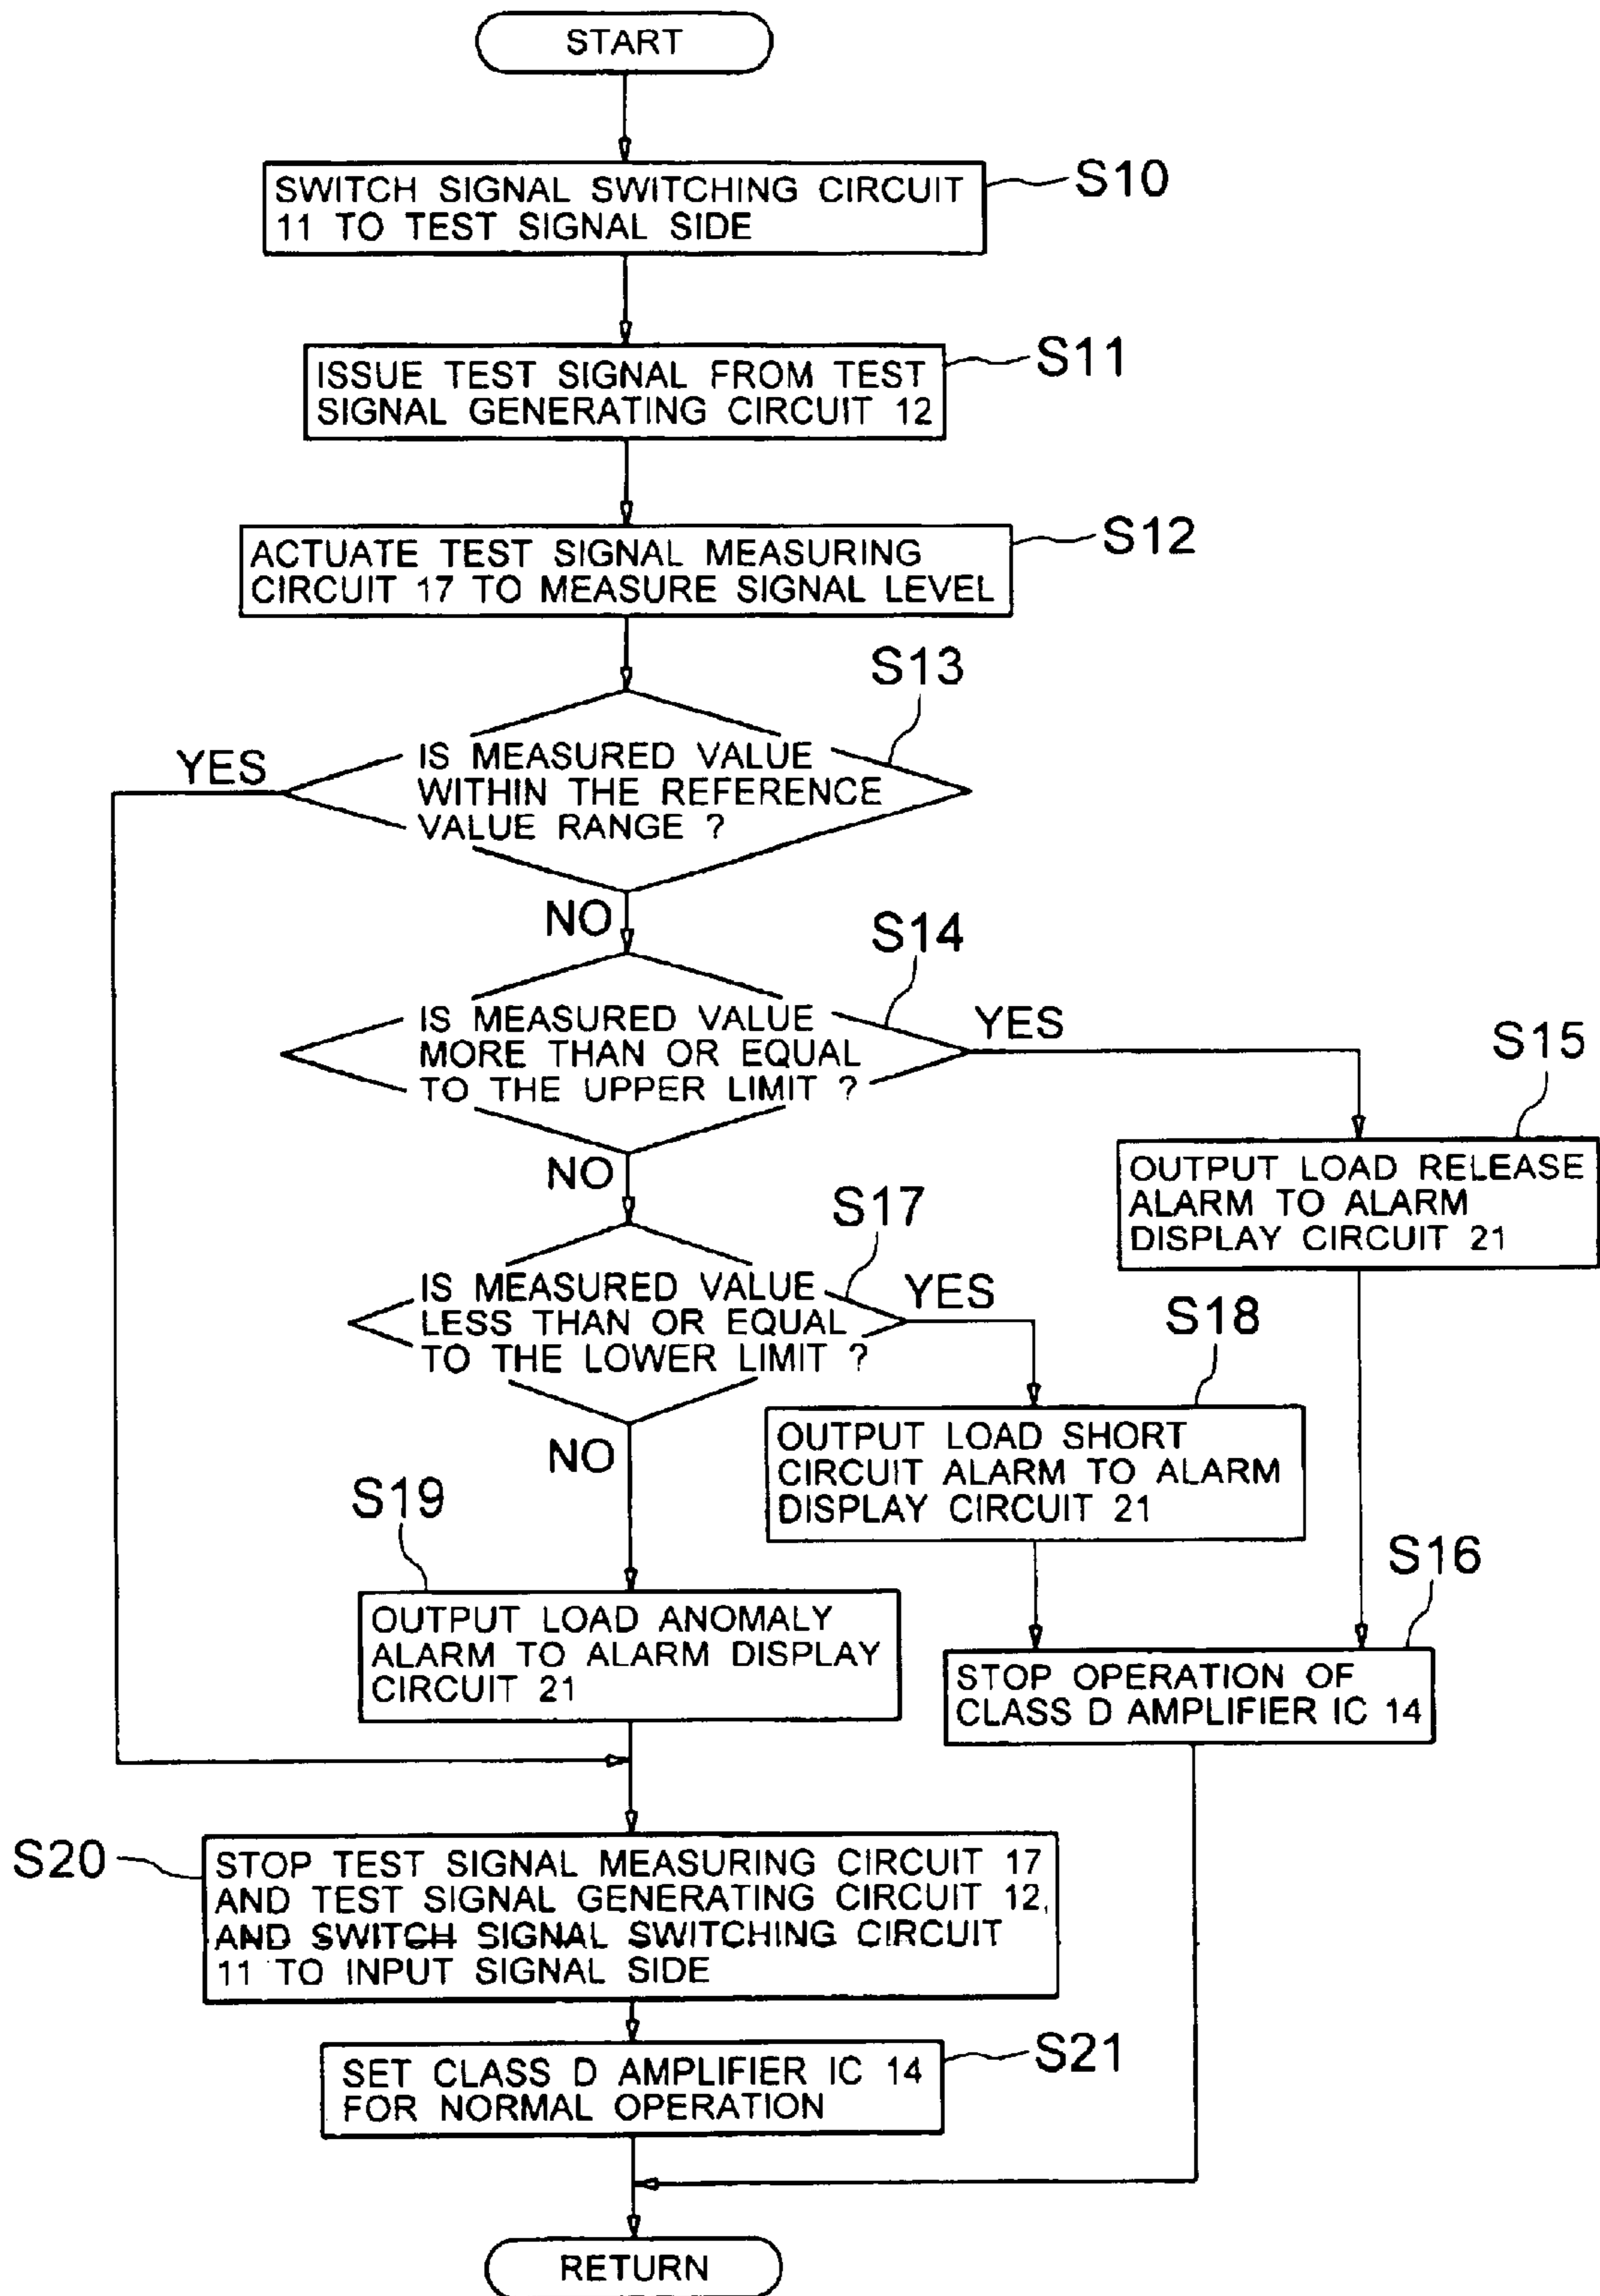 START
SWITCH SIGNAL SWITCHING CIRCUIT
11 TO TEST SIGNAL SIDE
S10
ISSUE TEST SIGNAL FROM TEST
SIGNAL GENERATING CIRCUIT 12
S11
ACTUATE TEST SIGNAL MEASURING
CIRCUIT 17 TO MEASURE SIGNAL LEVEL
S12
S13
YES
IS MEASURED VALUE
WITHIN THE REFERENCE
VALUE RANGE ?
NO
S14
IS MEASURED VALUE
MORE THAN OR EQUAL
TO THE UPPER LIMIT ?
YES
S15
NO
OUTPUT LOAD RELEASE
ALARM TO ALARM
DISPLAY CIRCUIT 21
S17
IS MEASURED VALUE
LESS THAN OR EQUAL
TO THE LOWER LIMIT ?
YES
S18
NO
OUTPUT LOAD SHORT
CIRCUIT ALARM TO ALARM
DISPLAY CIRCUIT 21
S19
S16
OUTPUT LOAD ANOMALY
ALARM TO ALARM DISPLAY
CIRCUIT 21
STOP OPERATION OF
CLASS D AMPLIFIER IC 14
S20
STOP TEST SIGNAL MEASURING CIRCUIT 17
AND TEST SIGNAL GENERATING CIRCUIT 12,
AND SWITCH SIGNAL SWITCHING CIRCUIT
11 TO INPUT SIGNAL SIDE
SET CLASS D AMPLIFIER IC 14
FOR NORMAL OPERATION
S21
RETURN